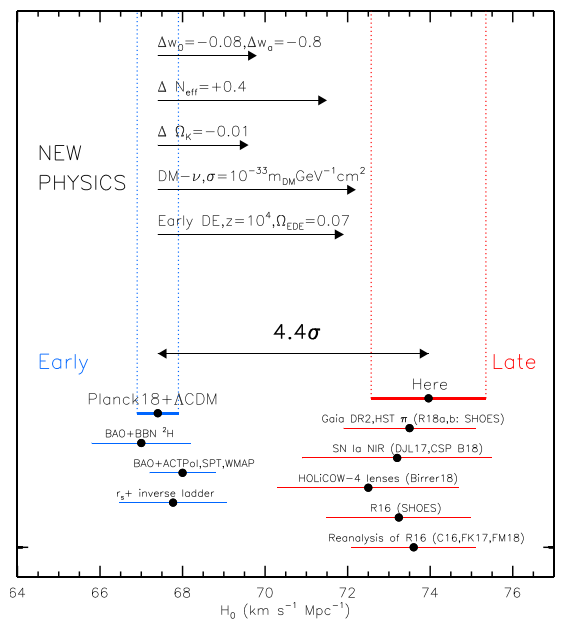 Δw₀=−0.08,Δwₐ=−0.8
Δ N_eff=+0.4
Δ Ω_K=−0.01
NEW
PHYSICS
DM−ν,σ=10⁻³³m_DM GeV⁻¹cm²
Early DE,z=10⁴,Ω_EDE=0.07
4.4σ
Early
Late
Planck18+ΛCDM
Here
BAO+BBN ²H
Gaia DR2,HST π (R18a,b: SHOES)
BAO+ACTPol,SPT,WMAP
SN Ia NIR (DJL17,CSP B18)
r_s+ inverse ladder
HOLiCOW−4 lenses (Birrer18)
R16 (SHOES)
Reanalysis of R16 (C16,FK17,FM18)
64 66 68 70 72 74 76
H₀ (km s⁻¹ Mpc⁻¹)